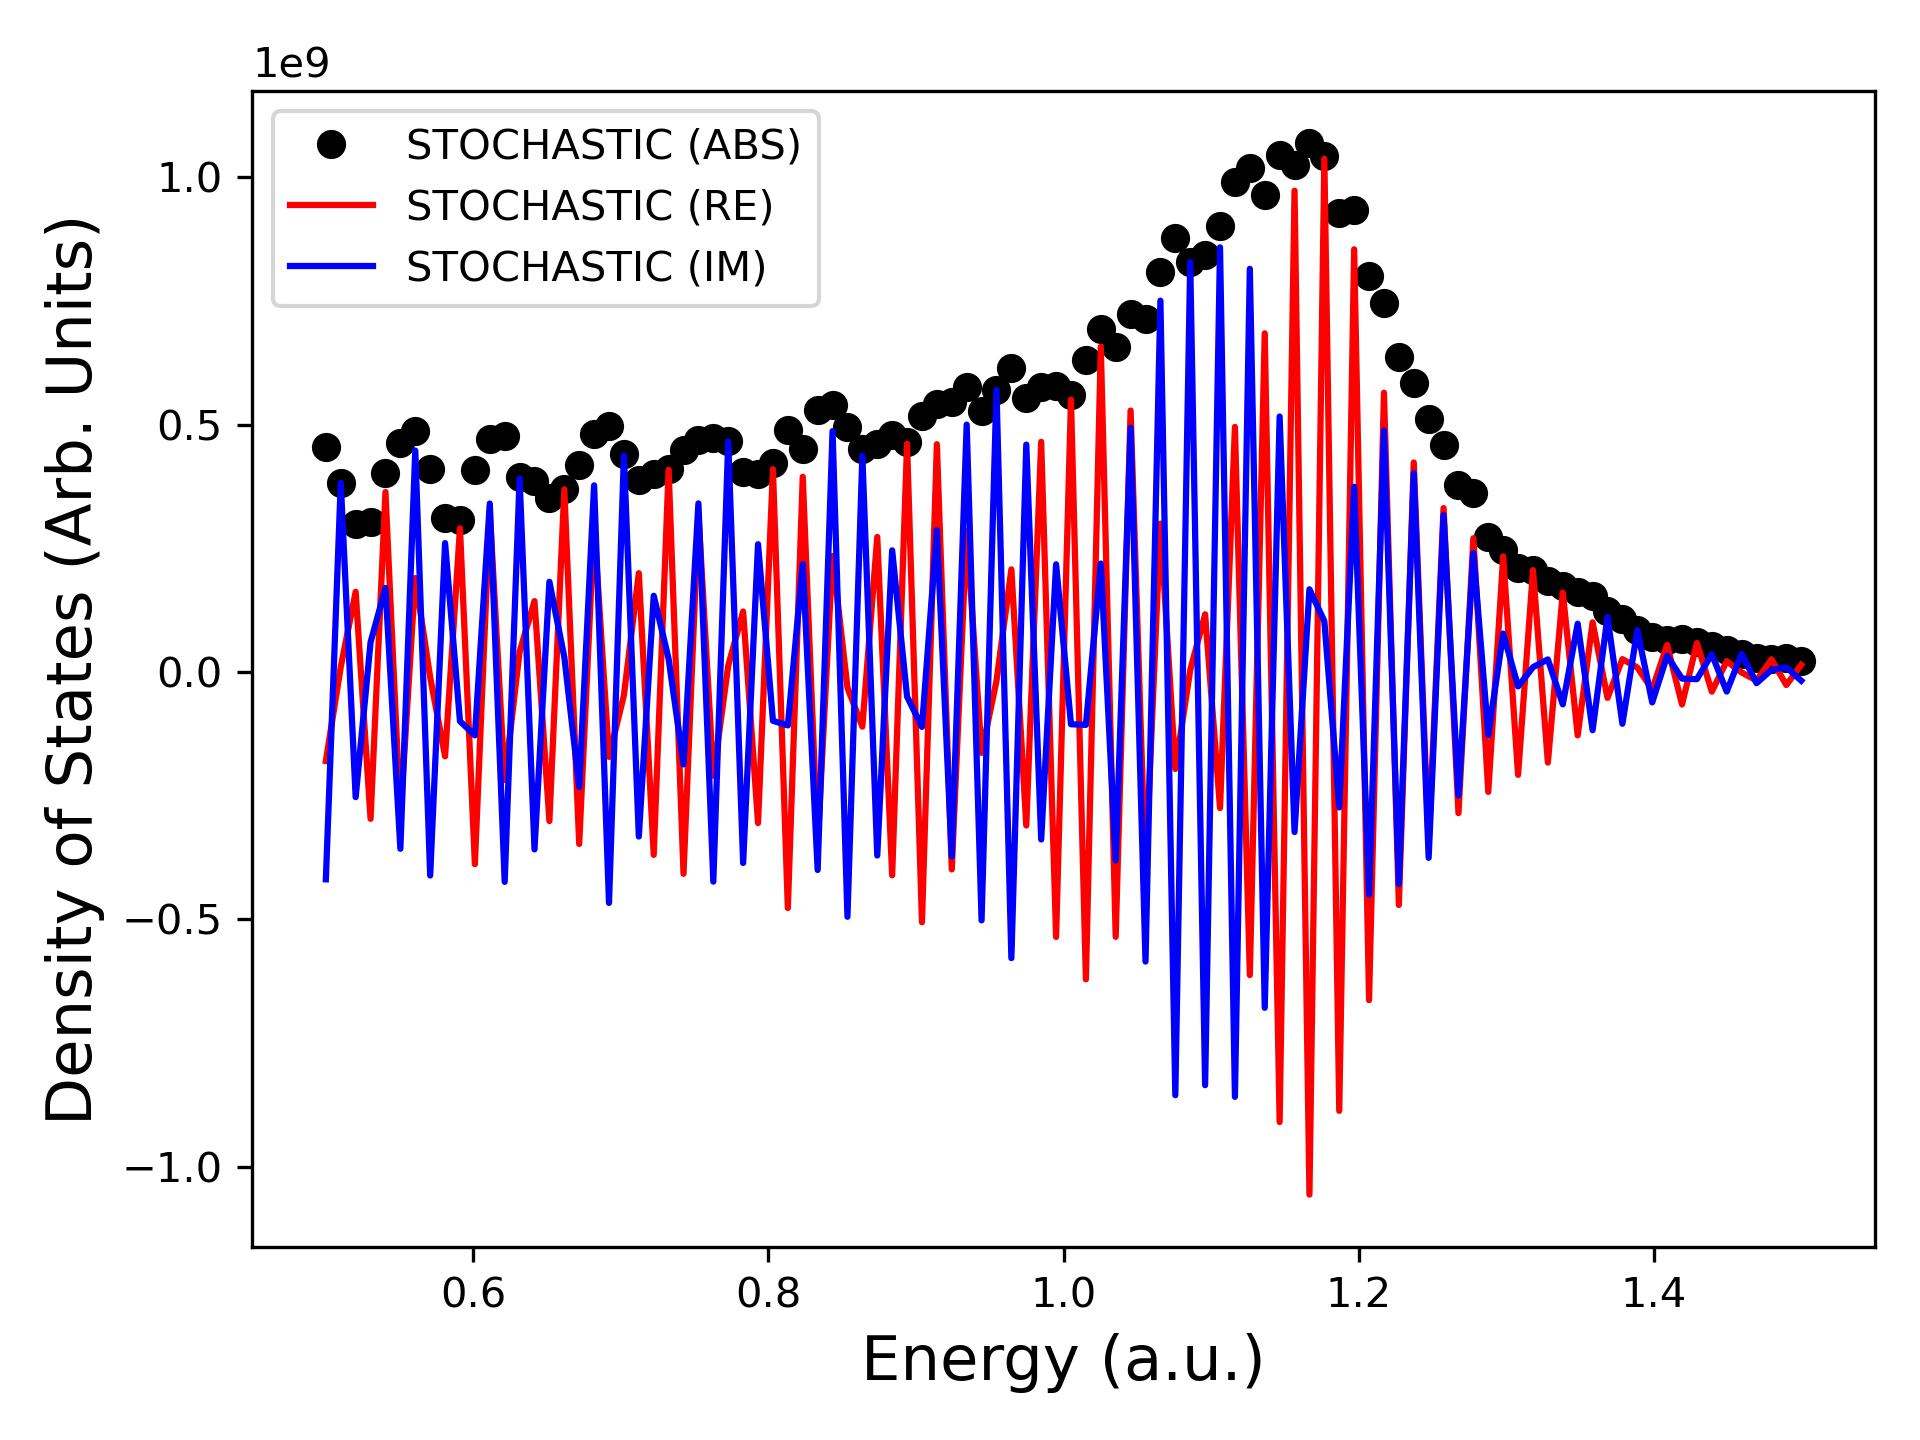 1e9
STOCHASTIC (ABS)
STOCHASTIC (RE)
STOCHASTIC (IM)
1.0
0.5
0.0
−0.5
−1.0
Density of States (Arb. Units)
0.6 0.8 1.0 1.2 1.4
Energy (a.u.)